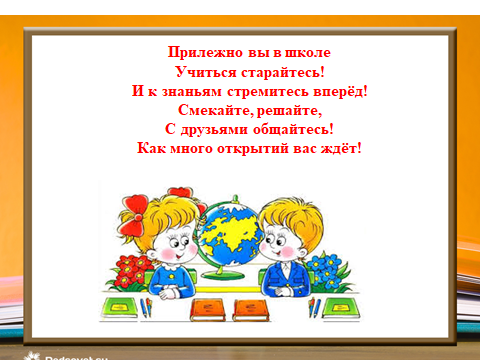 Прилежно вы в школе
Учиться старайтесь!
И к знаньям стремитесь вперёд!
Смекайте, решайте,
С друзьями общайтесь!
Как много открытий вас ждёт!